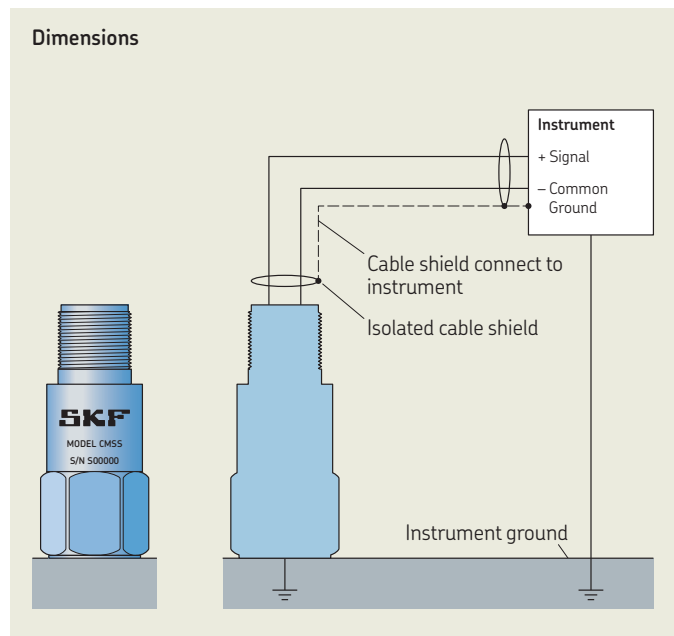 Dimensions
Instrument
+ Signal
– Common
Ground
Cable shield connect to
instrument
Isolated cable shield
SKF
MODEL CMSS
S/N S00000
Instrument ground